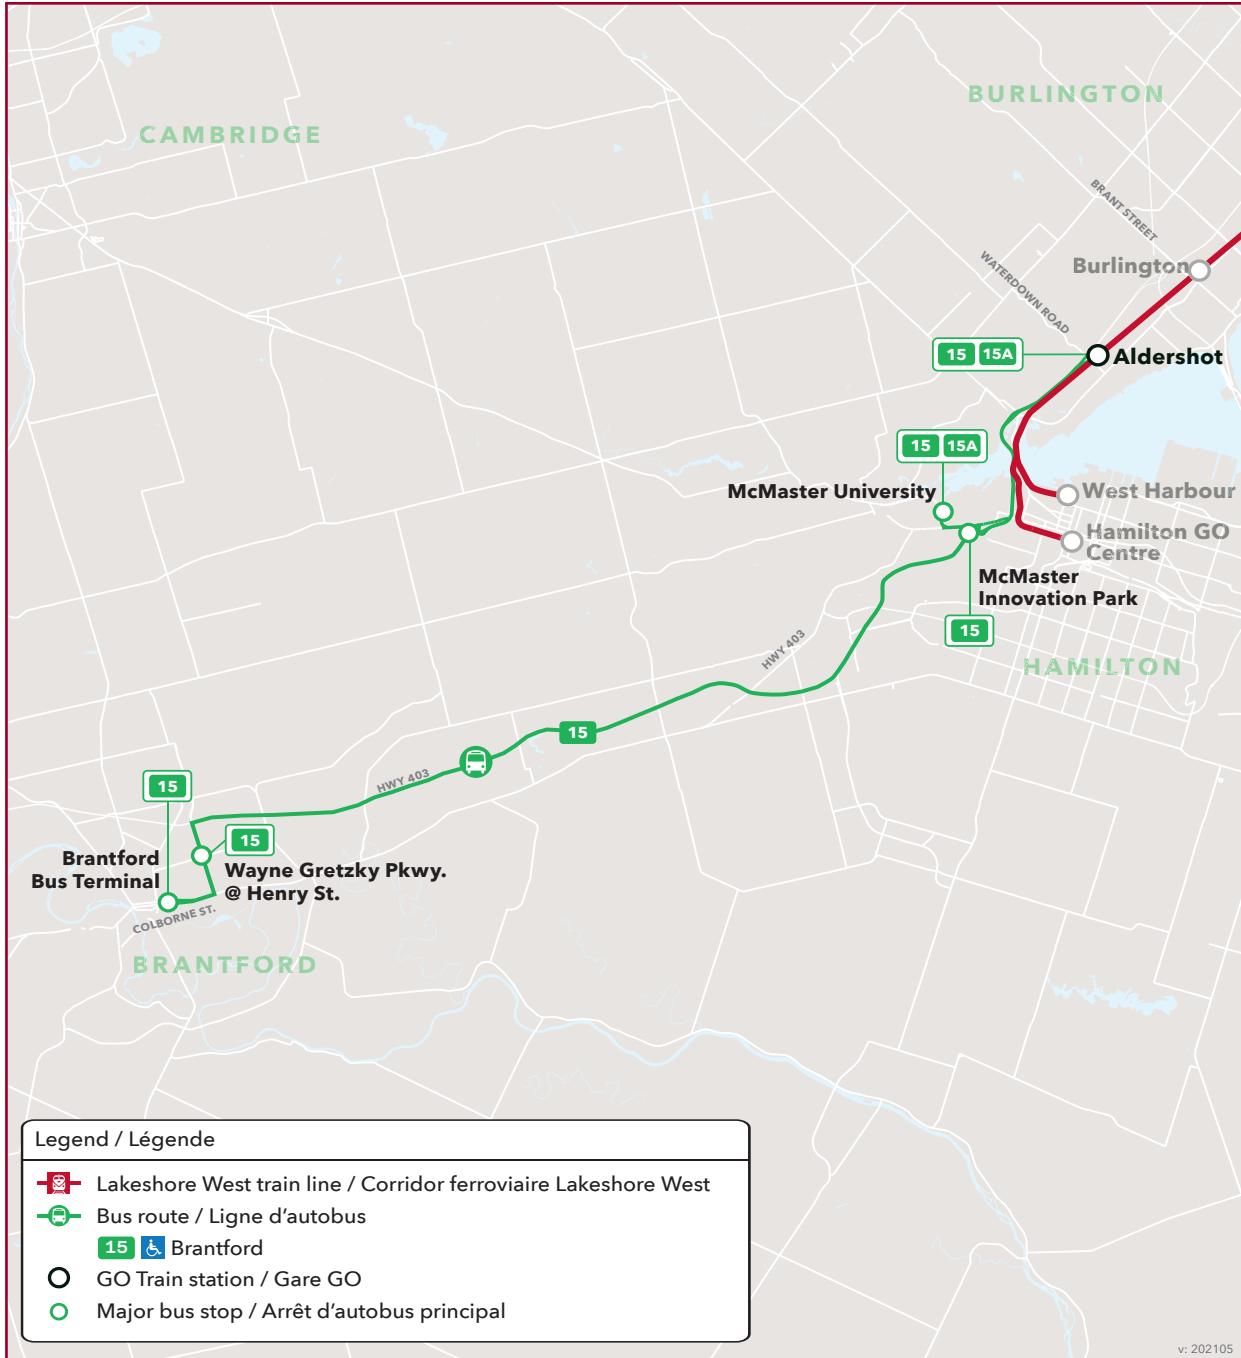 BURLINGTON
CAMBRIDGE
BRANT STREET
WATERDOWN ROAD
Burlington
15 15A
Aldershot
15 15A
McMaster University
West Harbour
Hamilton GO
Centre
McMaster
Innovation Park
15
HWY 403
HAMILTON
15
HWY 403
15
15
Brantford
Bus Terminal
Wayne Gretzky Pkwy.
@ Henry St.
COLBORNE ST.
BRANTFORD
Legend / Légende
Lakeshore West train line / Corridor ferroviaire Lakeshore West
Bus route / Ligne d'autobus
15 Brantford
GO Train station / Gare GO
Major bus stop / Arrêt d'autobus principal
v: 202105